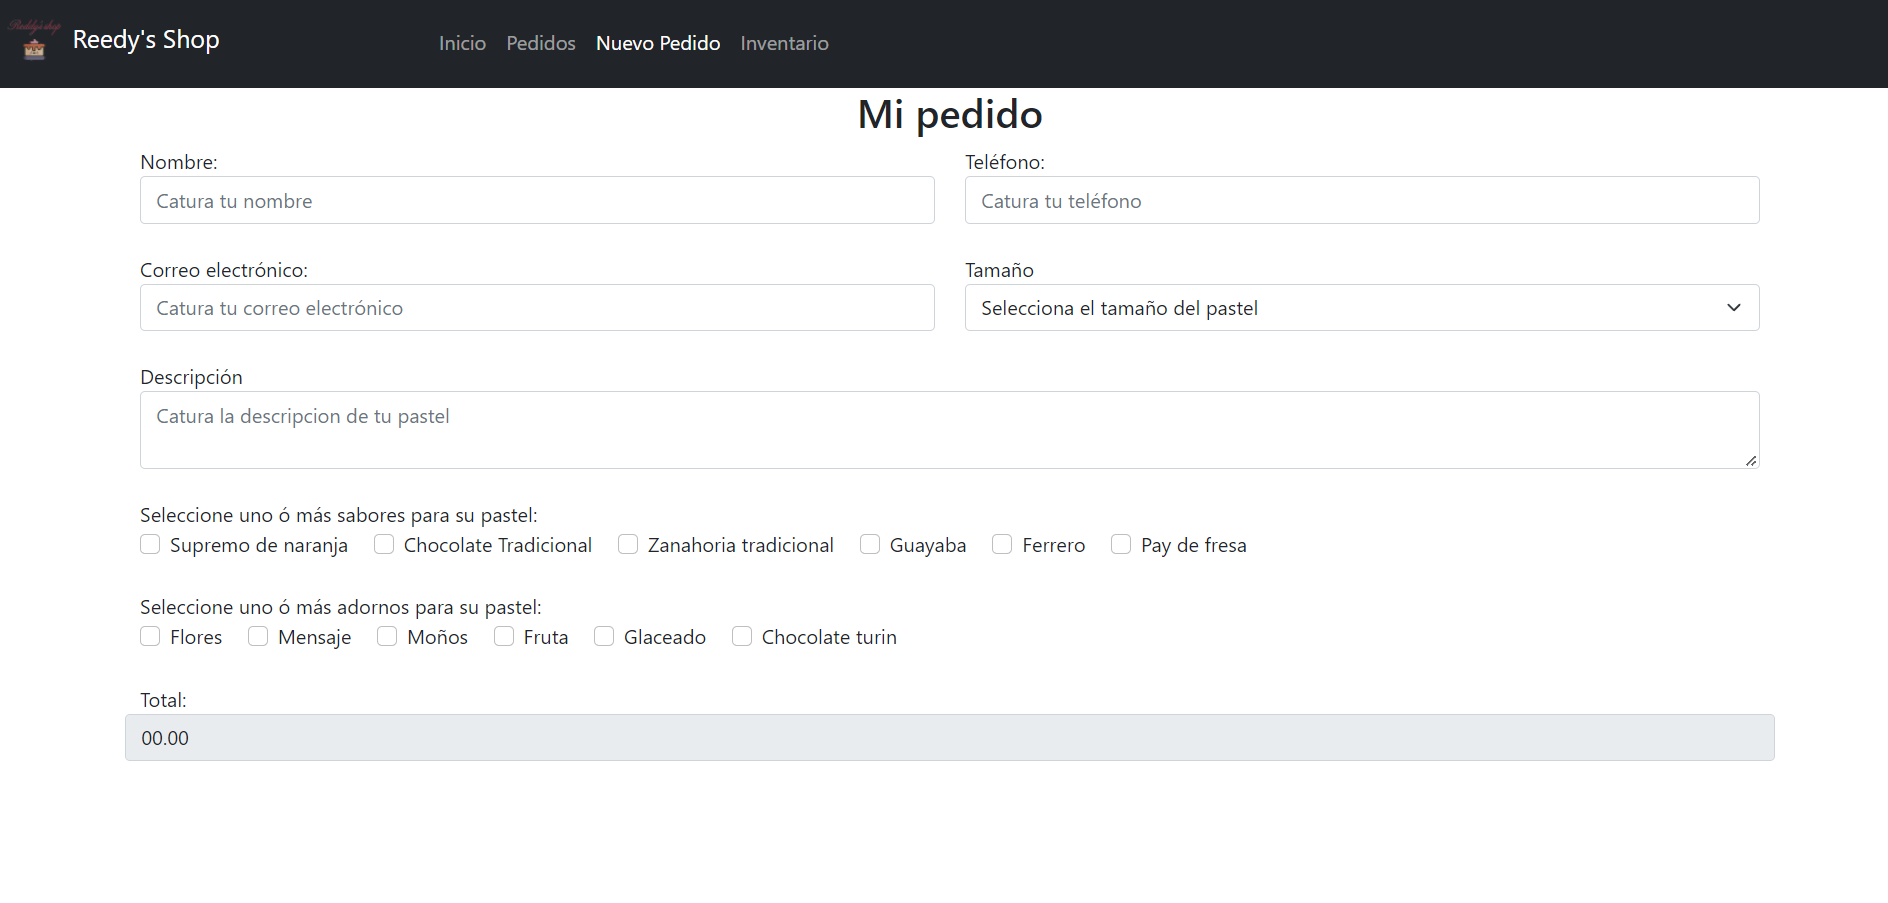 Reddy's shop
Reedy's Shop
Inicio Pedidos Nuevo Pedido Inventario
Mi pedido
Nombre: Teléfono:
Catura tu nombre Catura tu teléfono
Correo electrónico: Tamaño
Catura tu correo electrónico Selecciona el tamaño del pastel
Descripción
Catura la descripcion de tu pastel
Seleccione uno ó más sabores para su pastel:
Supremo de naranja Chocolate Tradicional Zanahoria tradicional Guayaba Ferrero Pay de fresa
Seleccione uno ó más adornos para su pastel:
Flores Mensaje Moños Fruta Glaceado Chocolate turin
Total:
00.00